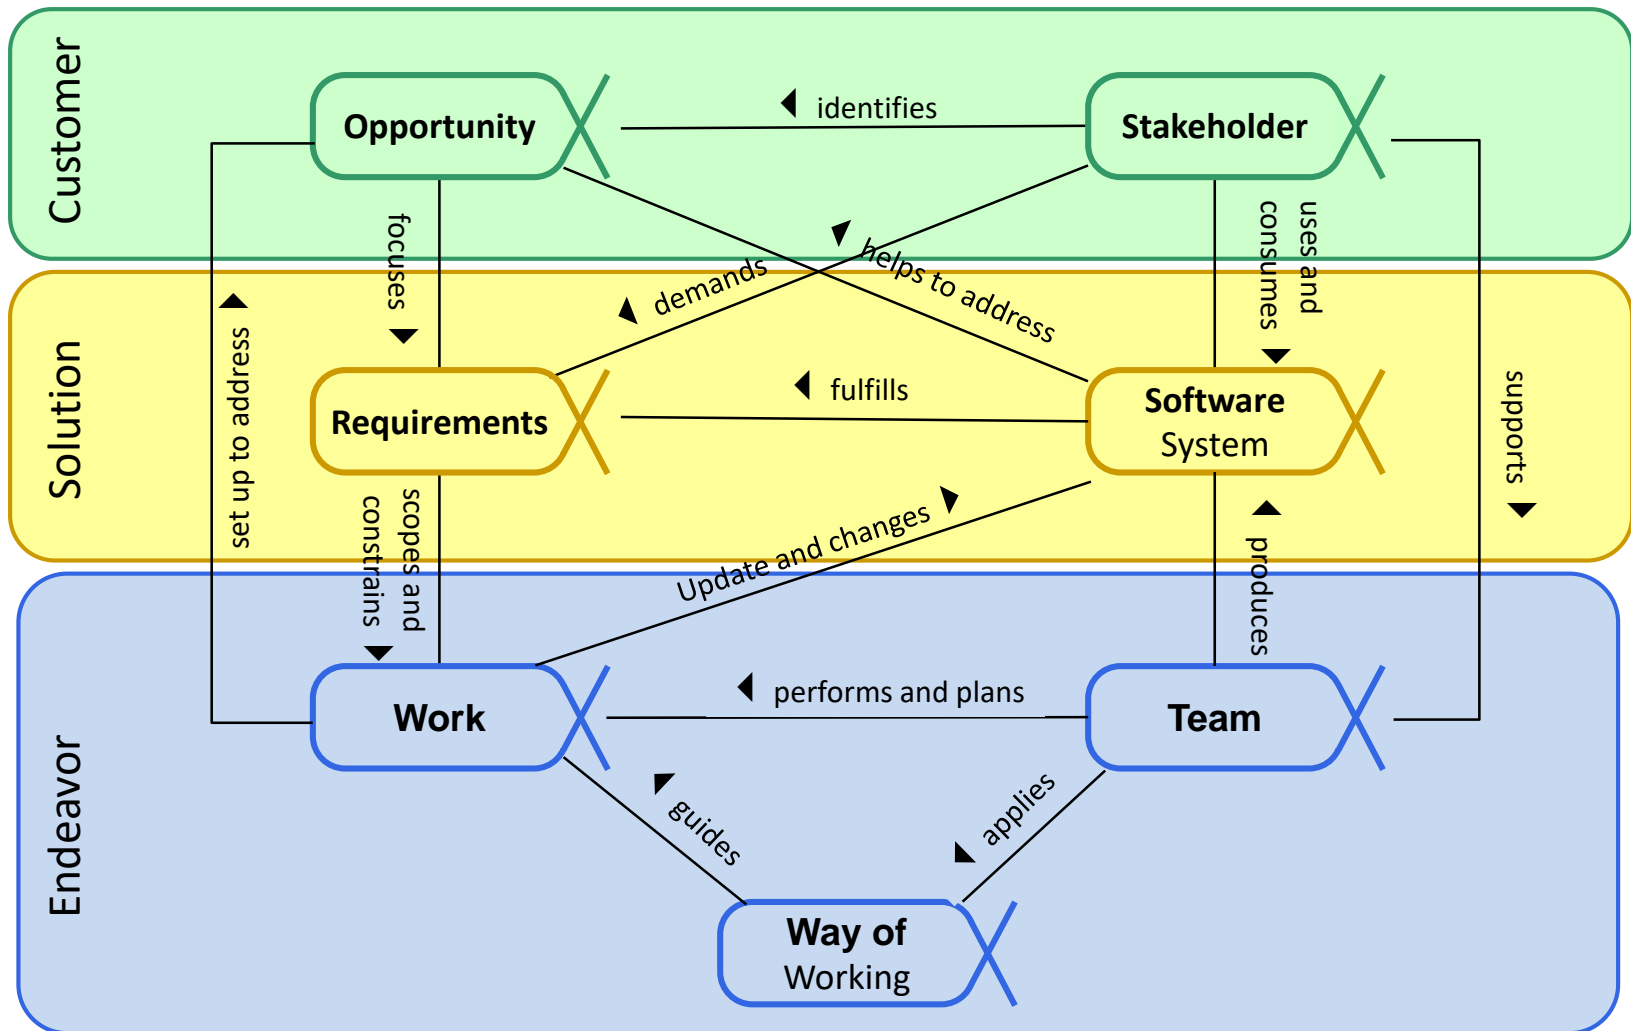 Customer
Opportunity
identifies
Stakeholder
focuses
demands
helps to address
uses and
consumes
Solution
set up to address
Requirements
fulfills
Software
System
supports
scopes and
constrains
Update and changes
produces
Endeavor
Work
performs and plans
Team
guides
applies
Way of
Working